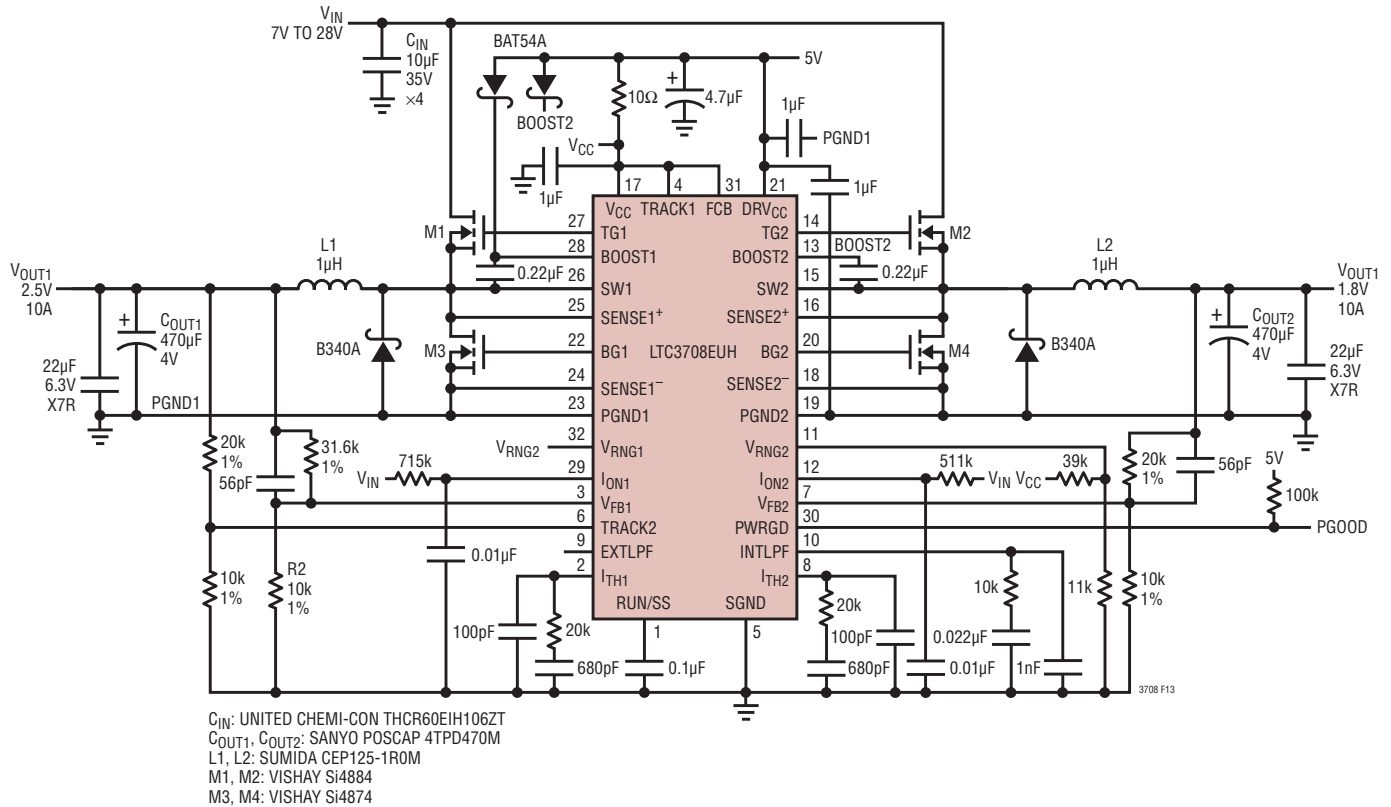 VIN
7V TO 28V
CIN
10µF
35V
×4
BAT54A
BOOST2
10Ω
+
4.7µF
5V
1µF
PGND1
VCC
1µF
1µF
17
4
31
21
VCC
TRACK1
FCB
DRVCC
M1
27
TG1
TG2
14
M2
28
BOOST1
BOOST2
13
BOOST2
0.22µF
0.22µF
L1
1µH
L2
1µH
VOUT1
2.5V
10A
26
SW1
SW2
15
VOUT1
1.8V
10A
25
SENSE1+
SENSE2+
16
+
COUT1
470µF
4V
B340A
M3
22
BG1
LTC3708EUH
BG2
20
M4
B340A
+
COUT2
470µF
4V
22µF
6.3V
X7R
22µF
6.3V
X7R
24
SENSE1–
SENSE2–
18
PGND1
23
PGND1
PGND2
19
VRNG2
32
VRNG1
VRNG2
11
20k
1%
31.6k
1%
56pF
VIN
715k
29
ION1
ION2
12
511k
VIN
VCC
39k
20k
1%
56pF
5V
100k
3
VFB1
VFB2
7
6
TRACK2
PWRGD
30
PGOOD
9
EXTLPF
INTLPF
10
2
ITH1
ITH2
8
RUN/SS
SGND
1
5
10k
1%
R2
10k
1%
0.01µF
100pF
20k
680pF
0.1µF
20k
680pF
100pF
0.01µF
10k
0.022µF
1nF
11k
10k
1%
3708 F13
CIN: UNITED CHEMI-CON THCR60EIH106ZT
COUT1, COUT2: SANYO POSCAP 4TPD470M
L1, L2: SUMIDA CEP125-1R0M
M1, M2: VISHAY Si4884
M3, M4: VISHAY Si4874